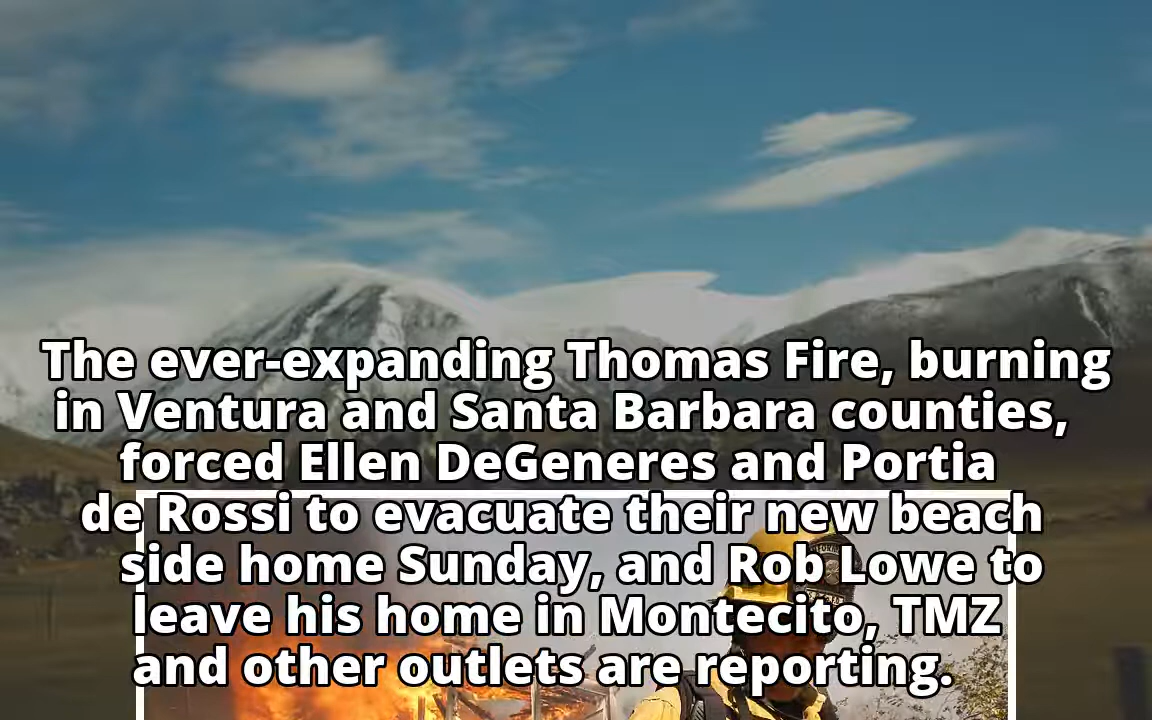 The ever-expanding Thomas Fire, burning
in Ventura and Santa Barbara counties,
forced Ellen DeGeneres and Portia
de Rossi to evacuate their new beach
side home Sunday, and Rob Lowe to
leave his home in Montecito, TMZ
and other outlets are reporting.